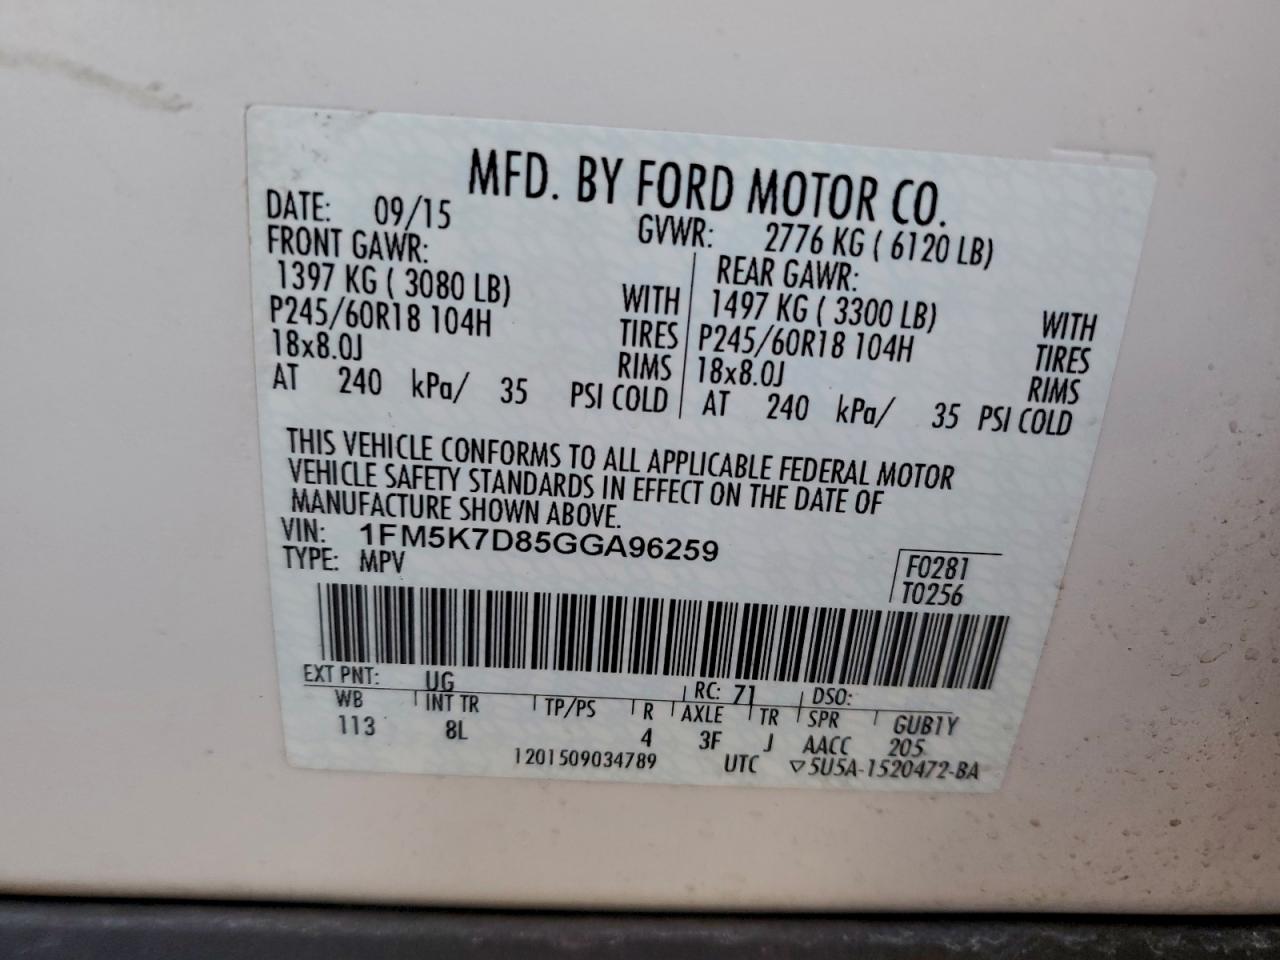 MFD. BY FORD MOTOR CO.
DATE: 09/15 GVWR: 2776 KG ( 6120 LB)
FRONT GAWR: REAR GAWR:
1397 KG ( 3080 LB) WITH 1497 KG ( 3300 LB) WITH
P245/60R18 104H TIRES P245/60R18 104H TIRES
18x8.0J RIMS 18x8.0J RIMS
AT 240 kPa/ 35 PSI COLD AT 240 kPa/ 35 PSI COLD
THIS VEHICLE CONFORMS TO ALL APPLICABLE FEDERAL MOTOR
VEHICLE SAFETY STANDARDS IN EFFECT ON THE DATE OF
MANUFACTURE SHOWN ABOVE.
VIN: 1FM5K7D85GGA96259
TYPE: MPV
F0281
T0256
EXT PNT: UG RC: 71 DSO:
WB INT TR TP/PS R AXLE TR SPR GUB1Y
113 8L 4 3F J AACC 205
1201509034789 UTC ▽5U5A-1520472-BA